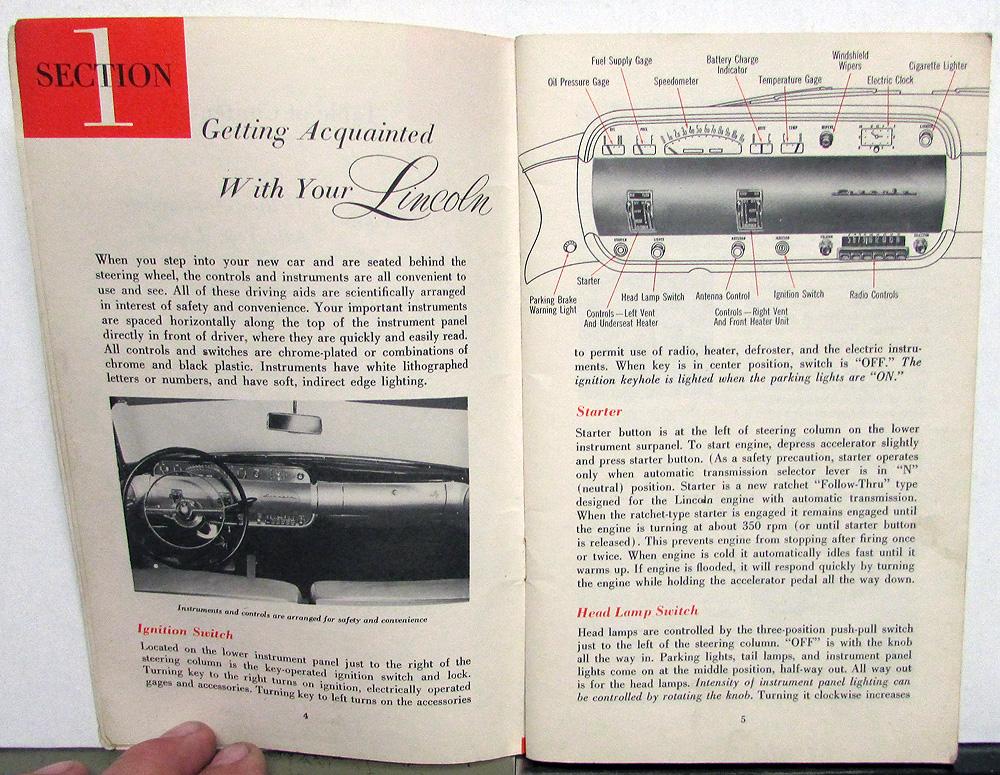 SECTION
1
Getting Acquainted
With Your Lincoln
When you step into your new car and are seated behind the
steering wheel, the controls and instruments are all convenient to
use and see. All of these driving aids are scientifically arranged
in interest of safety and convenience. Your important instruments
are spaced horizontally along the top of the instrument panel
directly in front of driver, where they are quickly and easily read.
All controls and switches are chrome-plated or combinations of
chrome and black plastic. Instruments have white lithographed
letters or numbers, and have soft, indirect edge lighting.
Instruments and controls are arranged for safety and convenience
Ignition Switch
Located on the lower instrument panel just to the right of the
steering column is the key-operated ignition switch and lock.
Turning key to the right turns on ignition, electrically operated
gages and accessories. Turning key to left turns on the accessories
4
Fuel Supply Gage
Battery Charge
Indicator
Windshield
Wipers
Cigarette Lighter
Oil Pressure Gage
Speedometer
Temperature Gage
Electric Clock
Starter
Parking Brake
Warning Light
Head Lamp Switch
Antenna Control
Ignition Switch
Radio Controls
Controls—Left Vent
And Underseat Heater
Controls—Right Vent
And Front Heater Unit
to permit use of radio, heater, defroster, and the electric instru-
ments. When key is in center position, switch is "OFF." The
ignition keyhole is lighted when the parking lights are "ON."
Starter
Starter button is at the left of steering column on the lower
instrument surpanel. To start engine, depress accelerator slightly
and press starter button. (As a safety precaution, starter operates
only when automatic transmission selector lever is in "N"
(neutral) position. Starter is a new ratchet "Follow-Thru" type
designed for the Lincoln engine with automatic transmission.
When the ratchet-type starter is engaged it remains engaged until
the engine is turning at about 350 rpm (or until starter button
is released). This prevents engine from stopping after firing once
or twice. When engine is cold it automatically idles fast until it
warms up. If engine is flooded, it will respond quickly by turning
the engine while holding the accelerator pedal all the way down.
Head Lamp Switch
Head lamps are controlled by the three-position push-pull switch
just to the left of the steering column. "OFF" is with the knob
all the way in. Parking lights, tail lamps, and instrument panel
lights come on at the middle position, half-way out. All way out
is for the head lamps. Intensity of instrument panel lighting can
be controlled by rotating the knob. Turning it clockwise increases
5